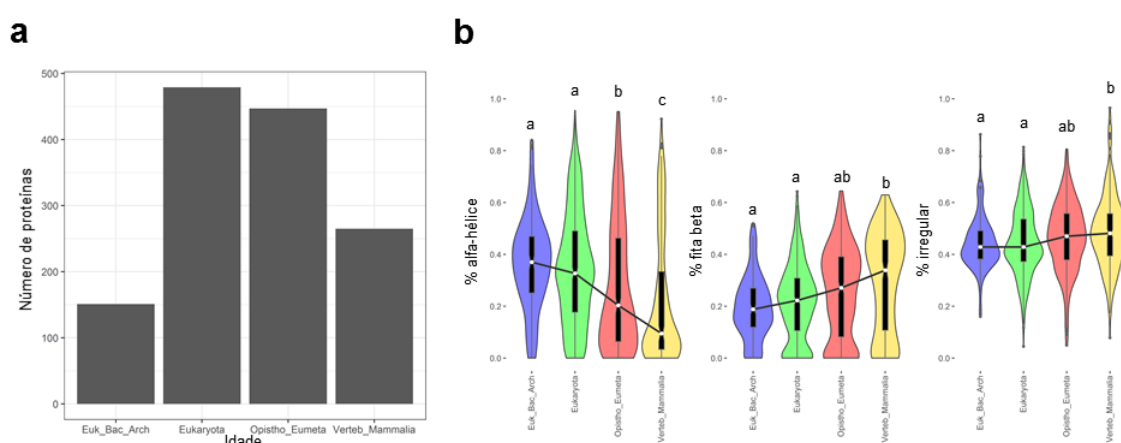 a
Número de proteínas
500
400
300
200
100
0
Euk_Bac_Arch
Eukaryota
Opistho_Eumeta
Verteb_Mammalia
Idade
b
% alfa-hélice
1.0
0.8
0.6
0.4
0.2
0.0
a
a
b
c
Euk_Bac_Arch
Eukaryota
Opistho_Eumeta
Verteb_Mammalia
% fita beta
1.0
0.8
0.6
0.4
0.2
0.0
a
a
ab
b
Euk_Bac_Arch
Eukaryota
Opistho_Eumeta
Verteb_Mammalia
% irregular
1.0
0.8
0.6
0.4
0.2
0.0
a
a
ab
b
Euk_Bac_Arch
Eukaryota
Opistho_Eumeta
Verteb_Mammalia